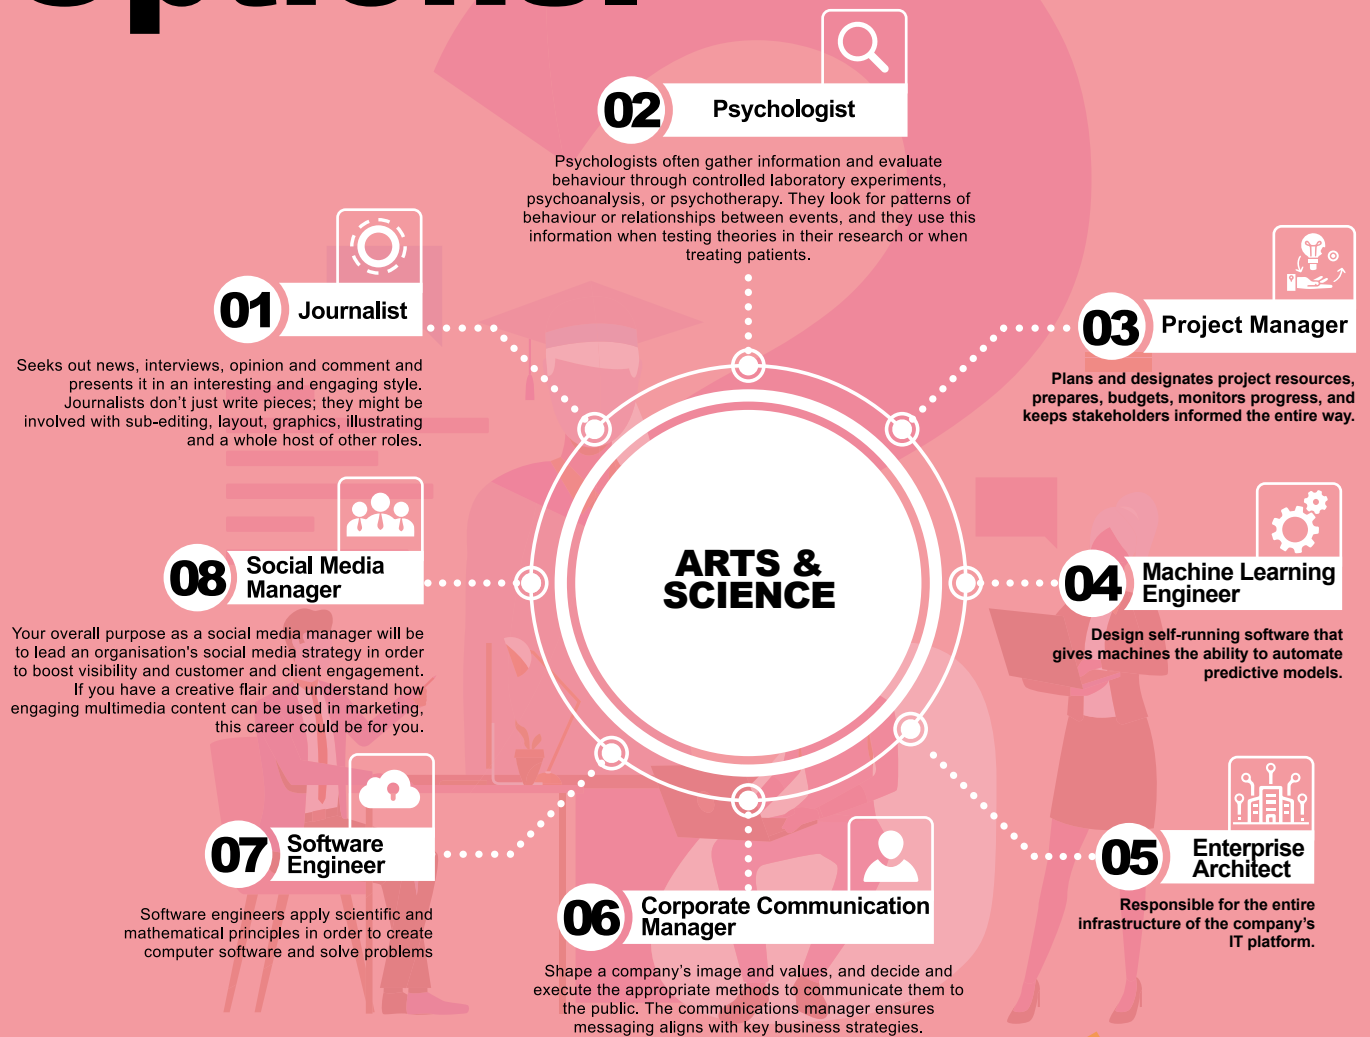 Options:
01
Journalist
Seeks out news, interviews, opinion and comment and
presents it in an interesting and engaging style.
Journalists don't just write pieces; they might be
involved with sub-editing, layout, graphics, illustrating
and a whole host of other roles.
02
Psychologist
Psychologists often gather information and evaluate
behaviour through controlled laboratory experiments,
psychoanalysis, or psychotherapy. They look for patterns of
behaviour or relationships between events, and they use this
information when testing theories in their research or when
treating patients.
03
Project Manager
Plans and designates project resources,
prepares, budgets, monitors progress, and
keeps stakeholders informed the entire way.
ARTS &
SCIENCE
04
Machine Learning
Engineer
Design self-running software that
gives machines the ability to automate
predictive models.
05
Enterprise
Architect
Responsible for the entire
infrastructure of the company's
IT platform.
06
Corporate Communication
Manager
Shape a company's image and values, and decide and
execute the appropriate methods to communicate them to
the public. The communications manager ensures
messaging aligns with key business strategies.
07
Software
Engineer
Software engineers apply scientific and
mathematical principles in order to create
computer software and solve problems
08
Social Media
Manager
Your overall purpose as a social media manager will be
to lead an organisation's social media strategy in order
to boost visibility and customer and client engagement.
If you have a creative flair and understand how
engaging multimedia content can be used in marketing,
this career could be for you.